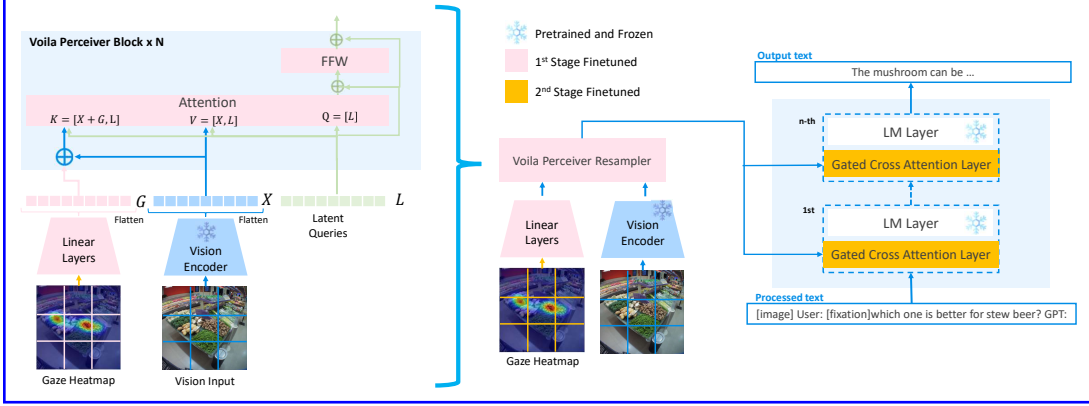 Voila Perceiver Block x N
FFW
Attention
K = [X + G, L]
V = [X, L]
Q = [L]
G
X
L
Flatten
Flatten
Latent
Queries
Linear
Layers
Vision
Encoder
Gaze Heatmap
Vision Input
Pretrained and Frozen
1st Stage Finetuned
2nd Stage Finetuned
Voila Perceiver Resampler
Linear
Layers
Vision
Encoder
Gaze Heatmap
Vision Input
Output text
The mushroom can be ...
n-th
LM Layer
Gated Cross Attention Layer
1st
LM Layer
Gated Cross Attention Layer
Processed text
[image] User: [fixation]which one is better for stew beer? GPT: